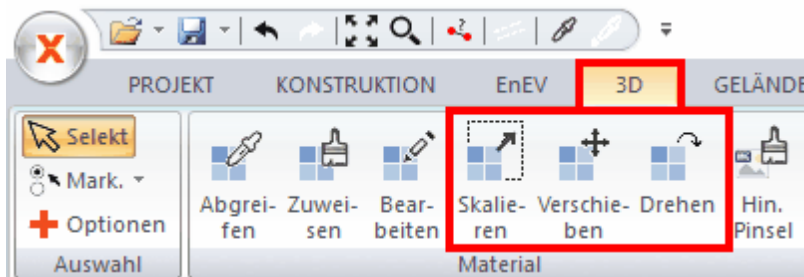 X
PROJEKT KONSTRUKTION EnEV 3D GELÄNDE
Selekt
Mark.
Optionen
Auswahl
Abgrei-
fen
Zuwei-
sen
Bear-
beiten
Skalie-
ren
Verschie-
ben
Drehen
Hin.
Pinsel
Material